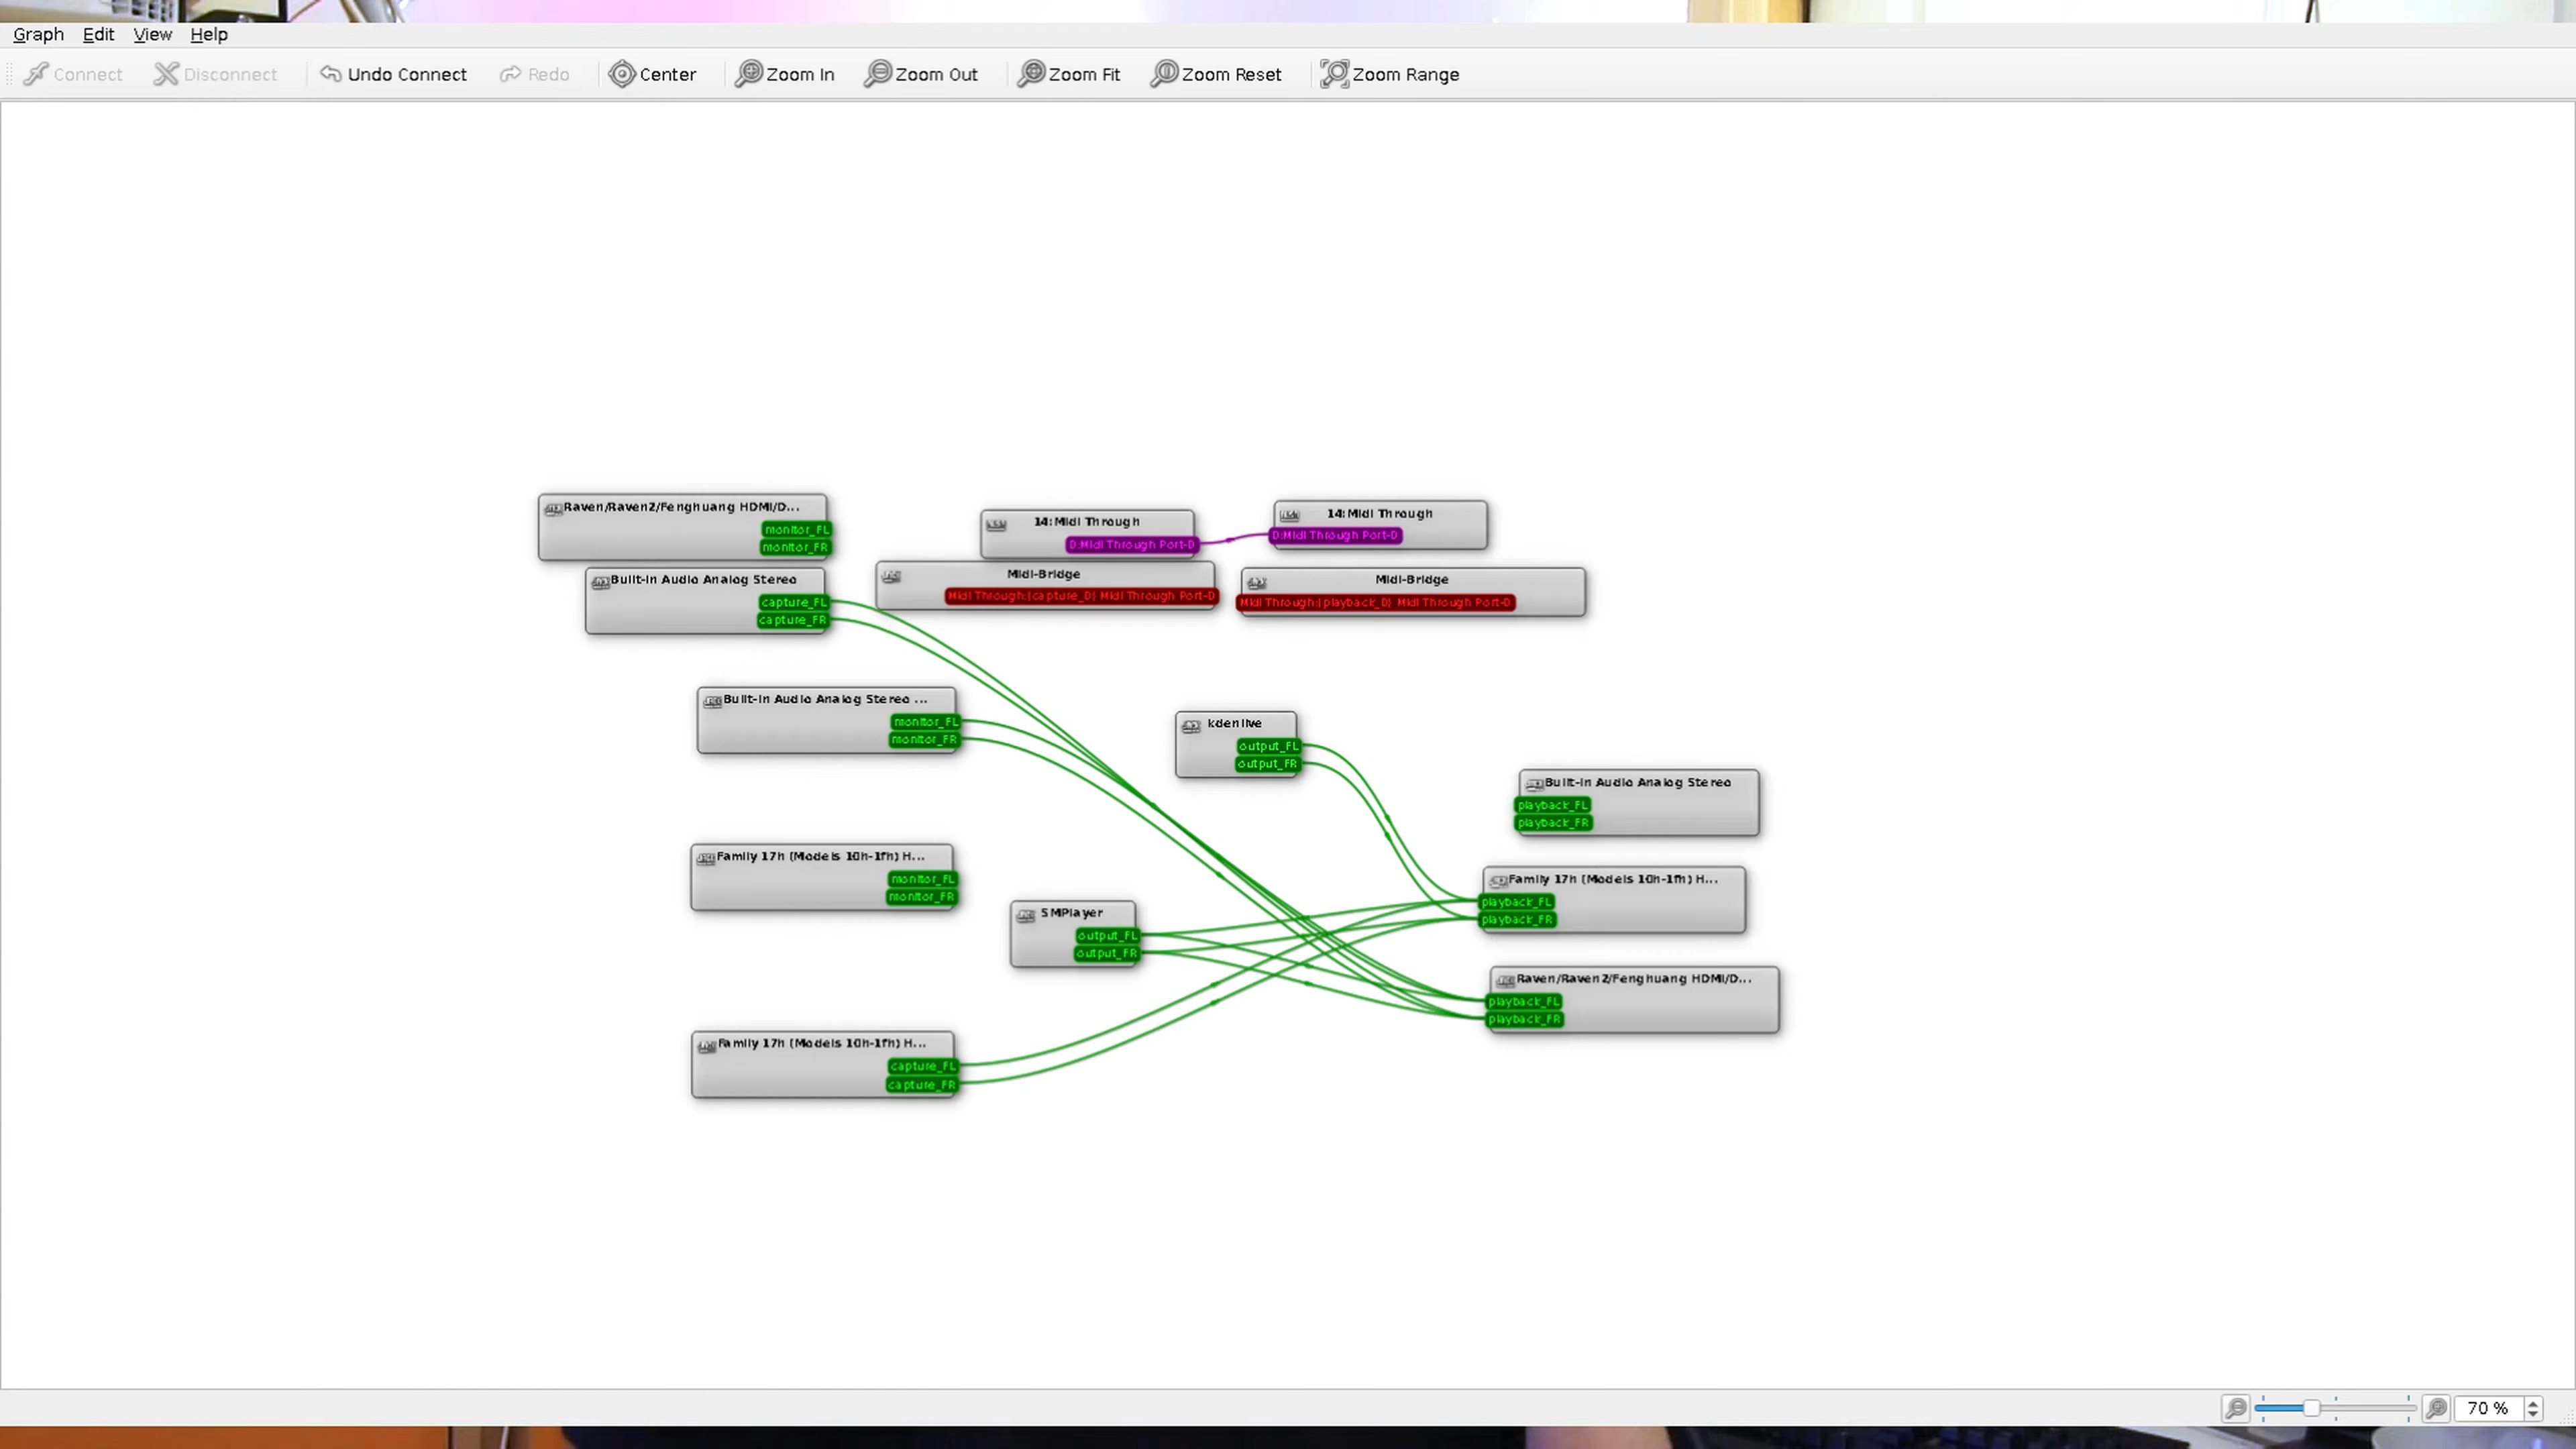 Graph Edit View Help
Connect Disconnect Undo Connect Redo Center Zoom In Zoom Out Zoom Fit Zoom Reset Zoom Range
Raven/Raven2/Fenghuang HDMI/D...
monitor_FL
monitor_FR
14:Midi Through
0:Midi Through Port-0
14:Midi Through
0:Midi Through Port-0
Built-in Audio Analog Stereo
capture_FL
capture_FR
Midi-Bridge
Midi Through:(capture_0) Midi Through Port-0
Midi-Bridge
Midi Through:(playback_0) Midi Through Port-0
Built-in Audio Analog Stereo ...
monitor_FL
monitor_FR
kdenlive
output_FL
output_FR
Built-in Audio Analog Stereo
playback_FL
playback_FR
Family 17h (Models 10h-1fh) H...
monitor_FL
monitor_FR
Family 17h (Models 10h-1fh) H...
playback_FL
playback_FR
SMPlayer
output_FL
output_FR
Raven/Raven2/Fenghuang HDMI/D...
playback_FL
playback_FR
Family 17h (Models 10h-1fh) H...
capture_FL
capture_FR
70 %